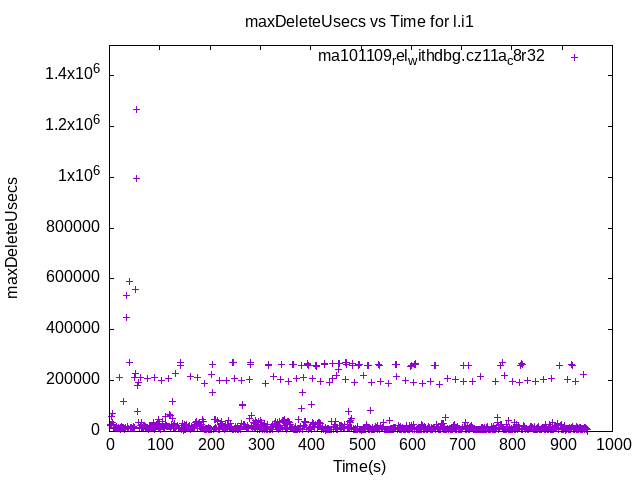 maxDeleteUsecs vs Time for l.i1
ma101109relwithdbg.cz11ac8r32
1.4x10^6
1.2x10^6
1x10^6
800000
600000
400000
200000
0
maxDeleteUsecs
0 100 200 300 400 500 600 700 800 900 1000
Time(s)